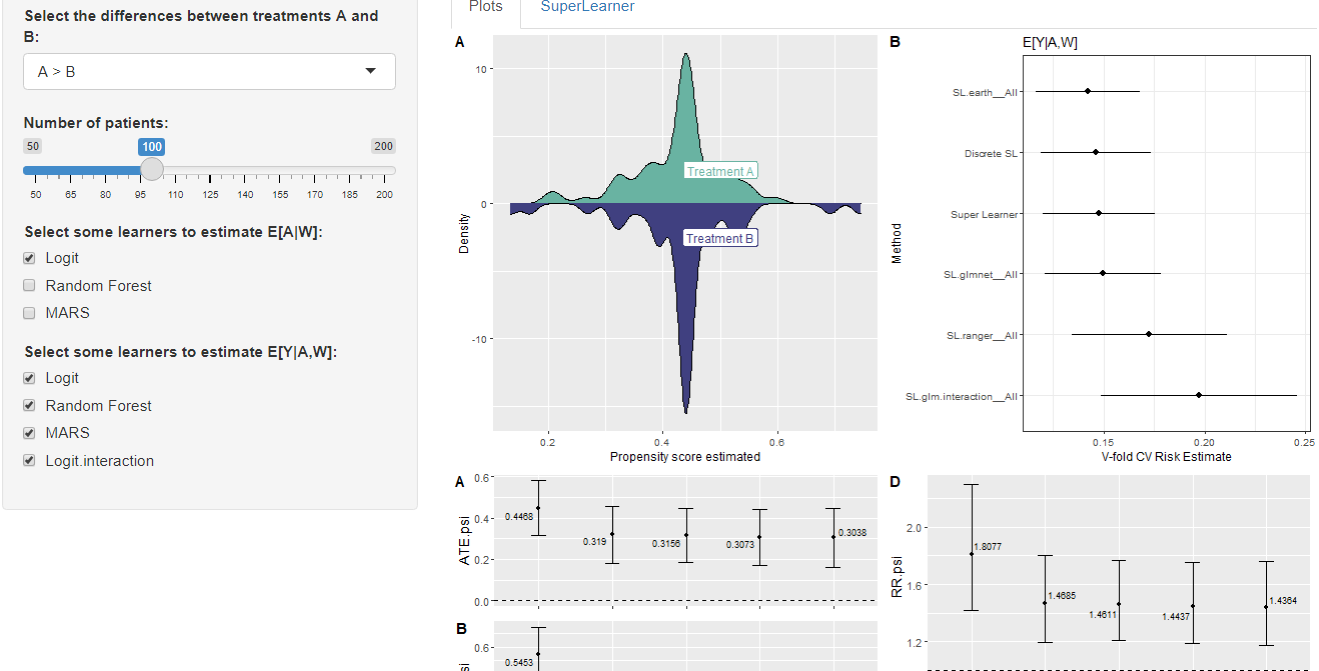 Select the differences between treatments A and
B:
A > B
Number of patients:
50 100 200
50 65 80 95 110 125 140 155 170 185 200
Select some learners to estimate E[A|W]:
Logit
Random Forest
MARS
Select some learners to estimate E[Y|A,W]:
Logit
Random Forest
MARS
Logit.interaction
Plots SuperLearner
A
10
0
-10
Density
Treatment A
Treatment B
0.2 0.4 0.6
Propensity score estimated
B
E[Y|A,W]
Method
SL.earth__All
Discrete SL
Super Learner
SL.glmnet__All
SL.ranger__All
SL.glm.interaction__All
0.15 0.20 0.25
V-fold CV Risk Estimate
A
ATE.psi
0.6
0.4
0.2
0.0
0.4468
0.319
0.3156
0.3073
0.3038
D
RR.psi
2.0
1.6
1.2
1.8077
1.4685
1.4611
1.4437
1.4364
B
0.6
0.5453